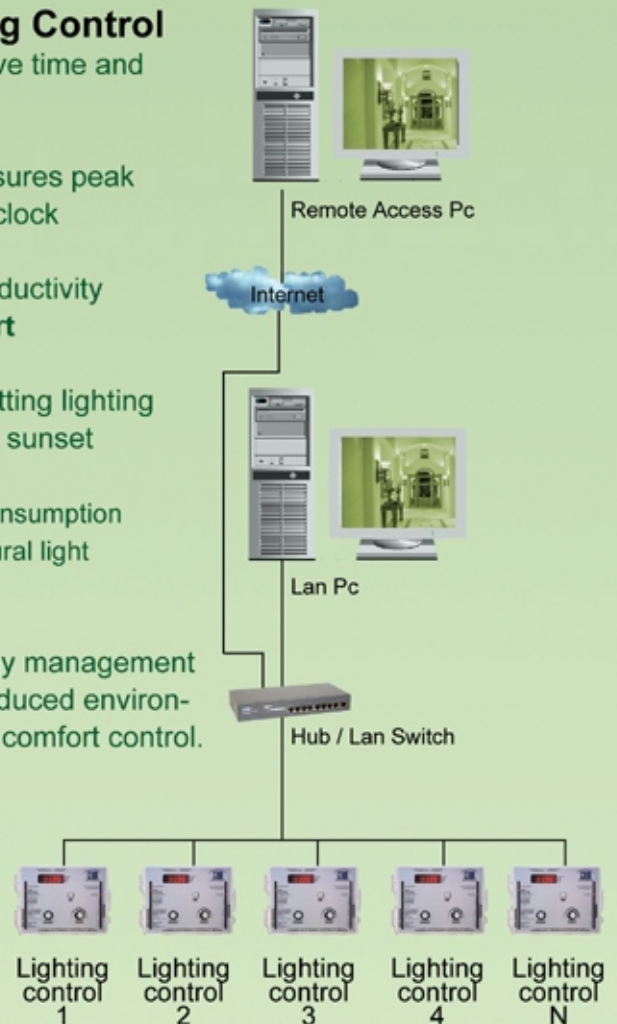 g Control
ve time and
sures peak
clock
ductivity
rt
tting lighting
sunset
nsumption
ural light
y management
duced environ-
comfort control.
Remote Access Pc
Internet
Lan Pc
Hub / Lan Switch
Lighting
control
1
Lighting
control
2
Lighting
control
3
Lighting
control
4
Lighting
control
N